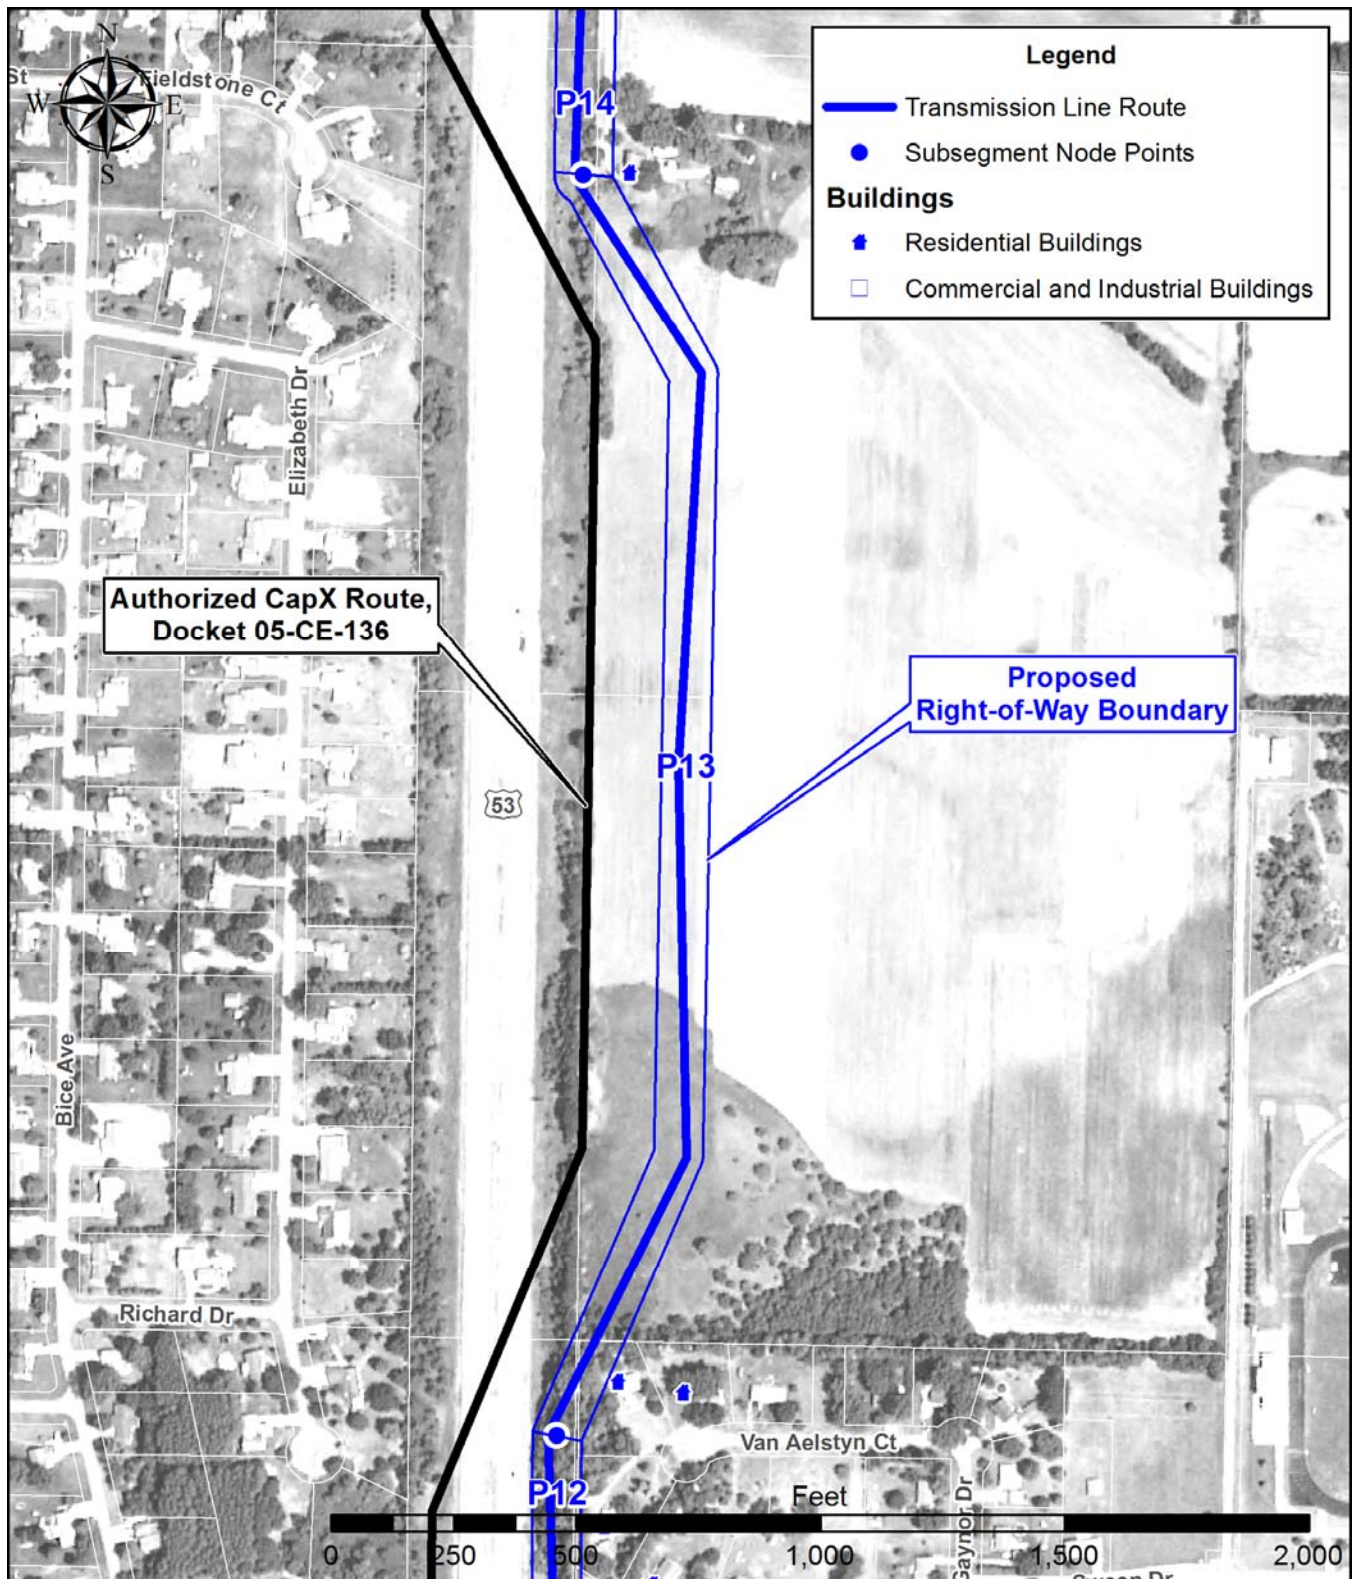 N
W
E
S
St
Fieldstone Ct
P14
Legend
Transmission Line Route
Subsegment Node Points
Buildings
Residential Buildings
Commercial and Industrial Buildings
Elizabeth Dr
Authorized CapX Route,
Docket 05-CE-136
Proposed
Right-of-Way Boundary
P13
53
Bice Ave
Richard Dr
Van Aelstyn Ct
P12
Feet
Gaynor Dr
0
250
500
1,000
1,500
2,000